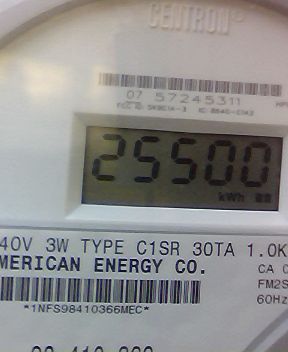 CENTRON®
07 57245311
25500
kWh
40V 3W TYPE C1SR 30TA 1.0K
MERICAN ENERGY CO.
CA 0
FM2S
60Hz
*1NFS98410366MEC*